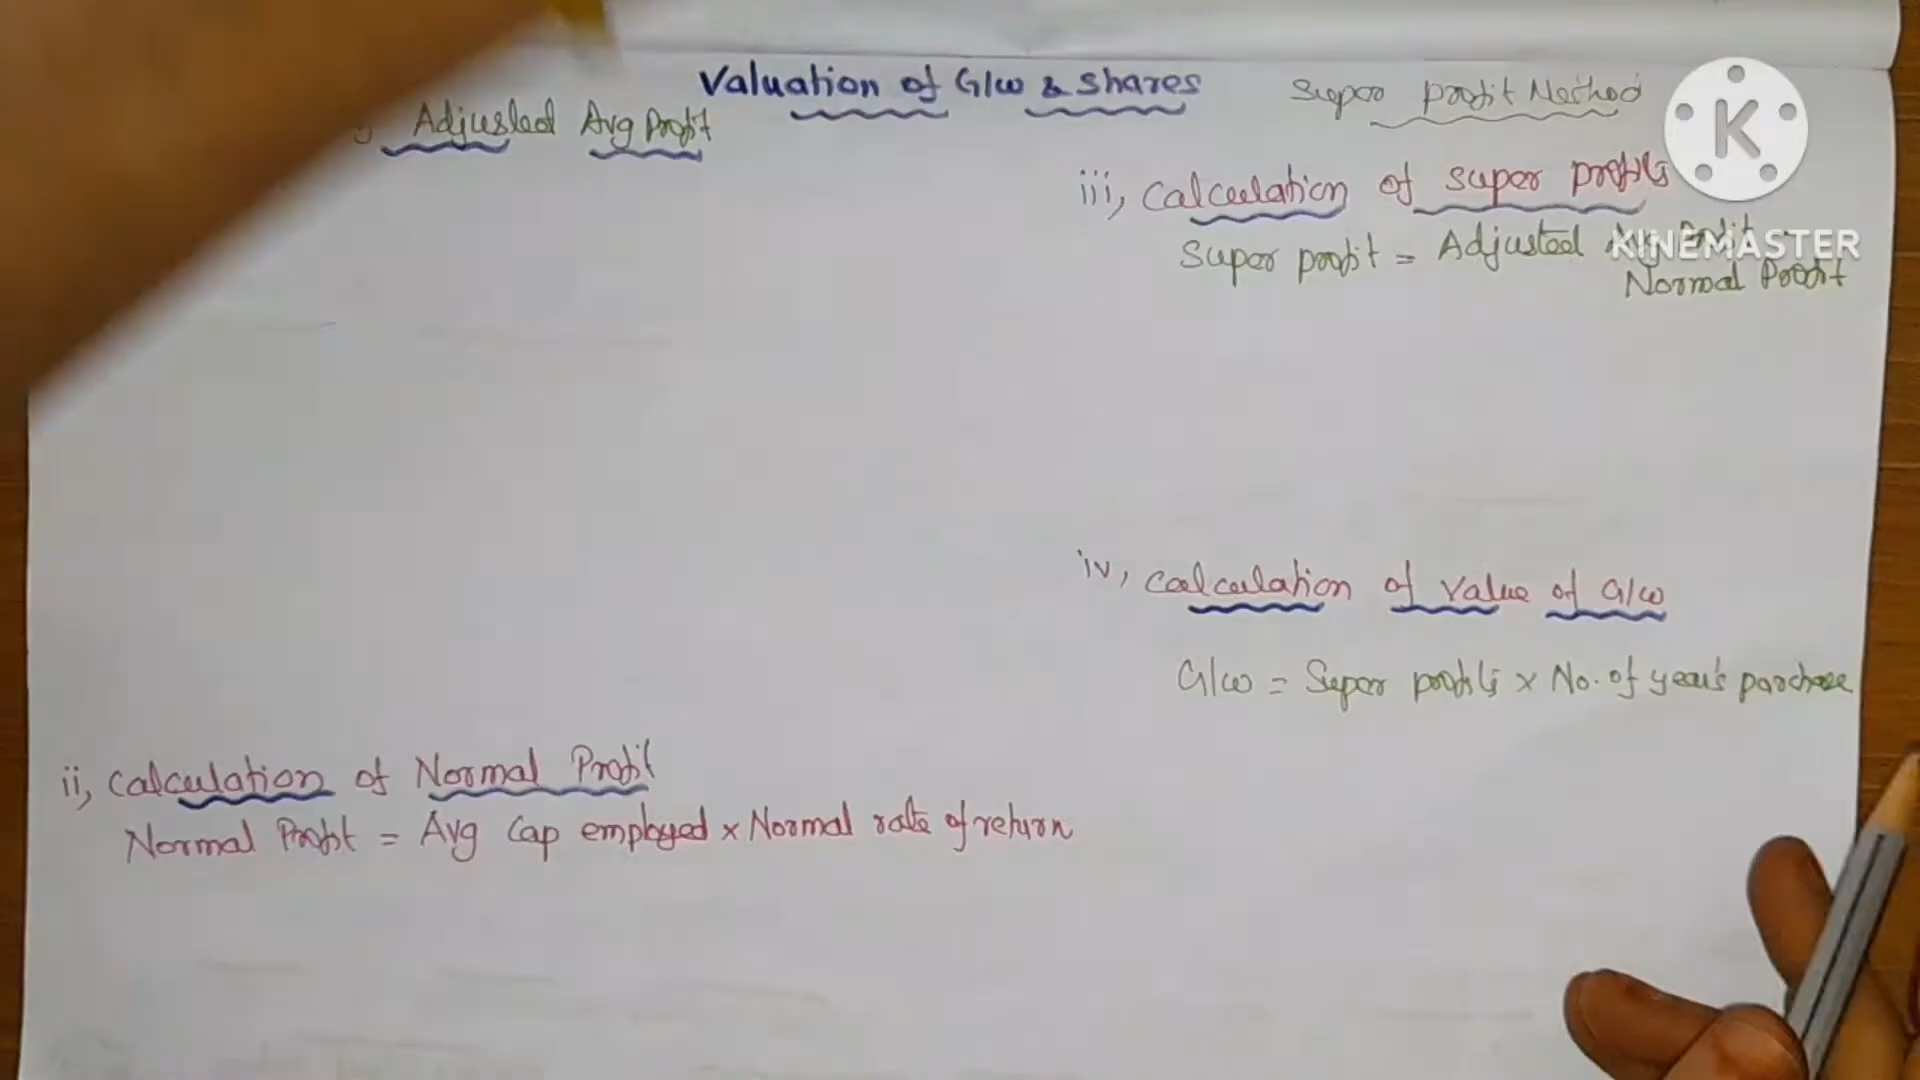 Valuation of G/w & Shares
Super Profit Method
Adjusted Avg Profit
iii, Calculation of super profits
Super profit = Adjusted Avg Profit -
Normal Profit
KINEMASTER
iv, Calculation of Value of G/w
G/w = Super profits x No. of year's purchase
ii, Calculation of Normal Profit
Normal Profit = Avg Cap employed x Normal rate of return